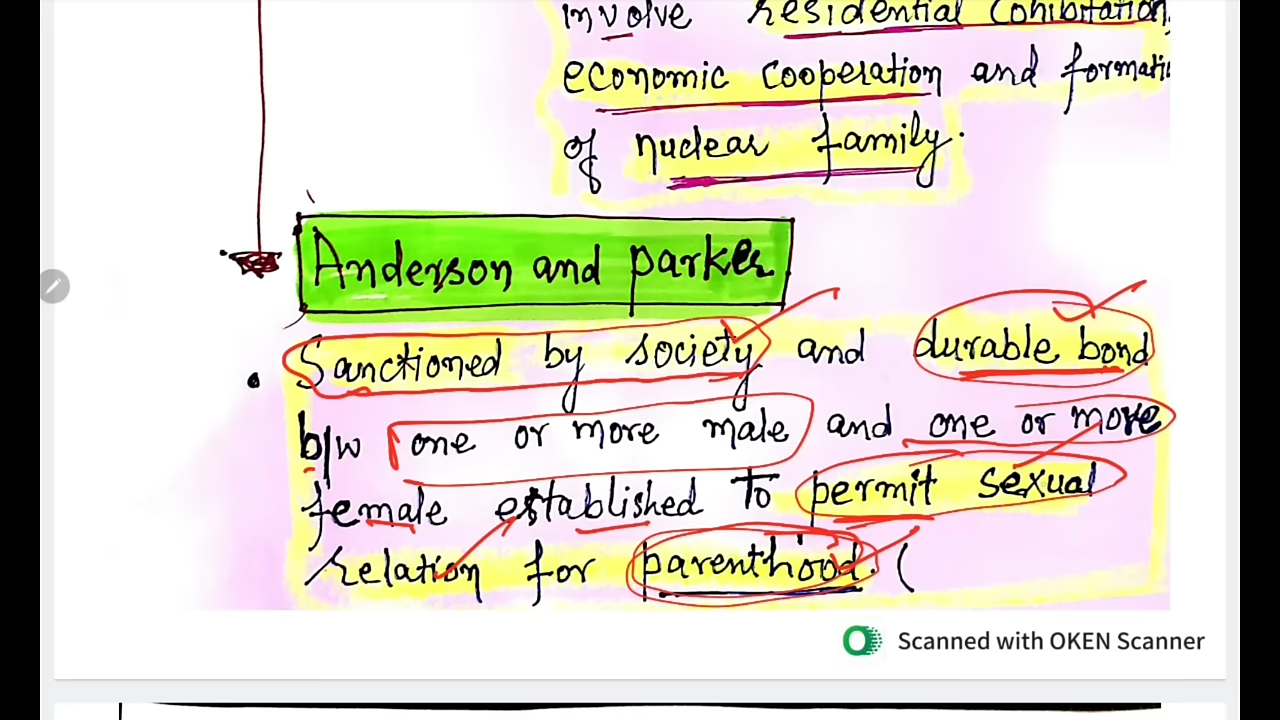 involve residential cohibitation,
economic cooperation and formati
of nuclear family.
Anderson and parker
Sanctioned by society and durable bond
b/w one or more male and one or more
female established To permit sexual
relation for parenthood. (
Scanned with OKEN Scanner